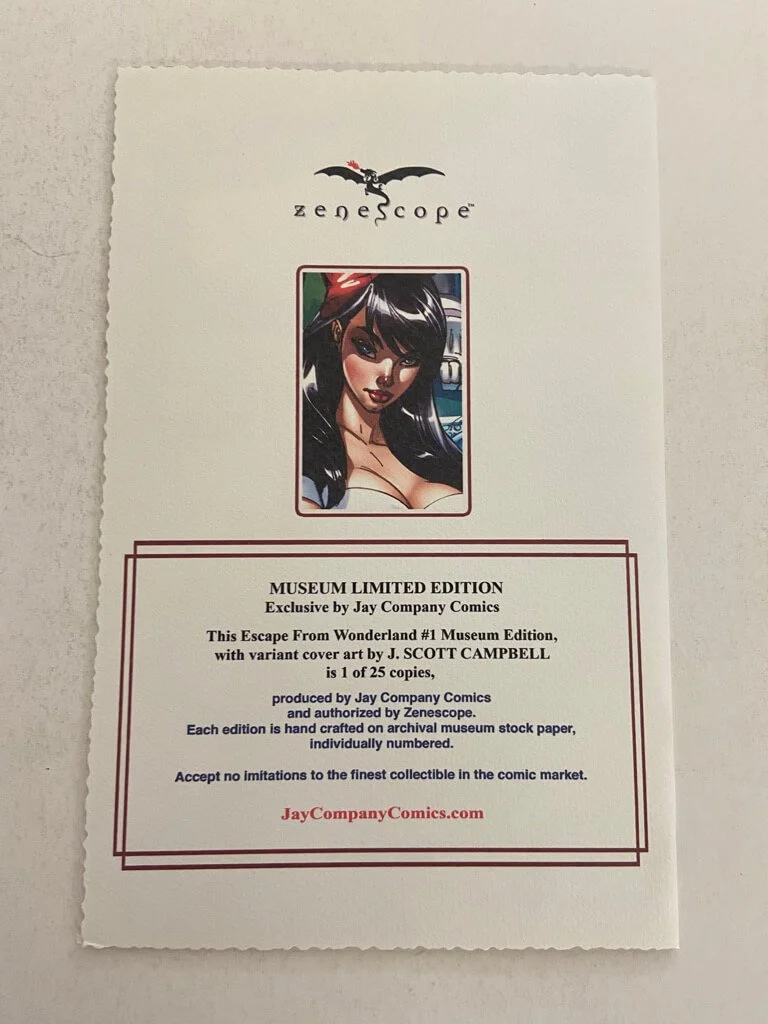 zenescope™
MUSEUM LIMITED EDITION
Exclusive by Jay Company Comics
This Escape From Wonderland #1 Museum Edition,
with variant cover art by J. SCOTT CAMPBELL
is 1 of 25 copies,
produced by Jay Company Comics
and authorized by Zenescope.
Each edition is hand crafted on archival museum stock paper,
individually numbered.
Accept no imitations to the finest collectible in the comic market.
JayCompanyComics.com